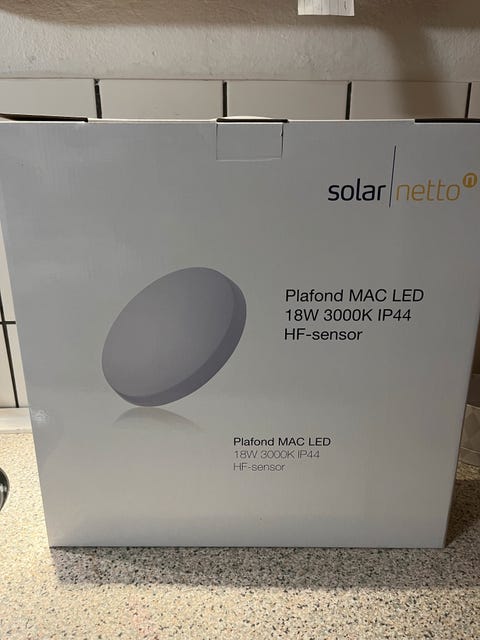 solar netto n
Plafond MAC LED
18W 3000K IP44
HF-sensor
Plafond MAC LED
18W 3000K IP44
HF-sensor